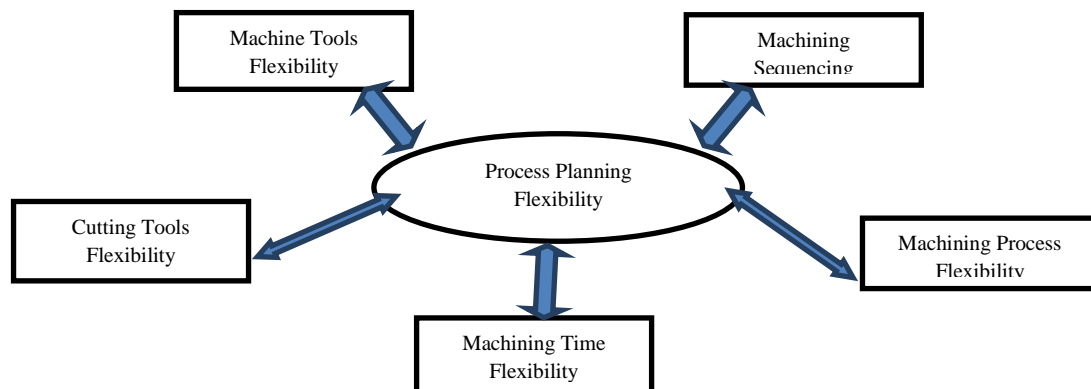 Machine Tools
Flexibility
Machining
Sequencing
Process Planning
Flexibility
Cutting Tools
Flexibility
Machining Process
Flexibility
Machining Time
Flexibility